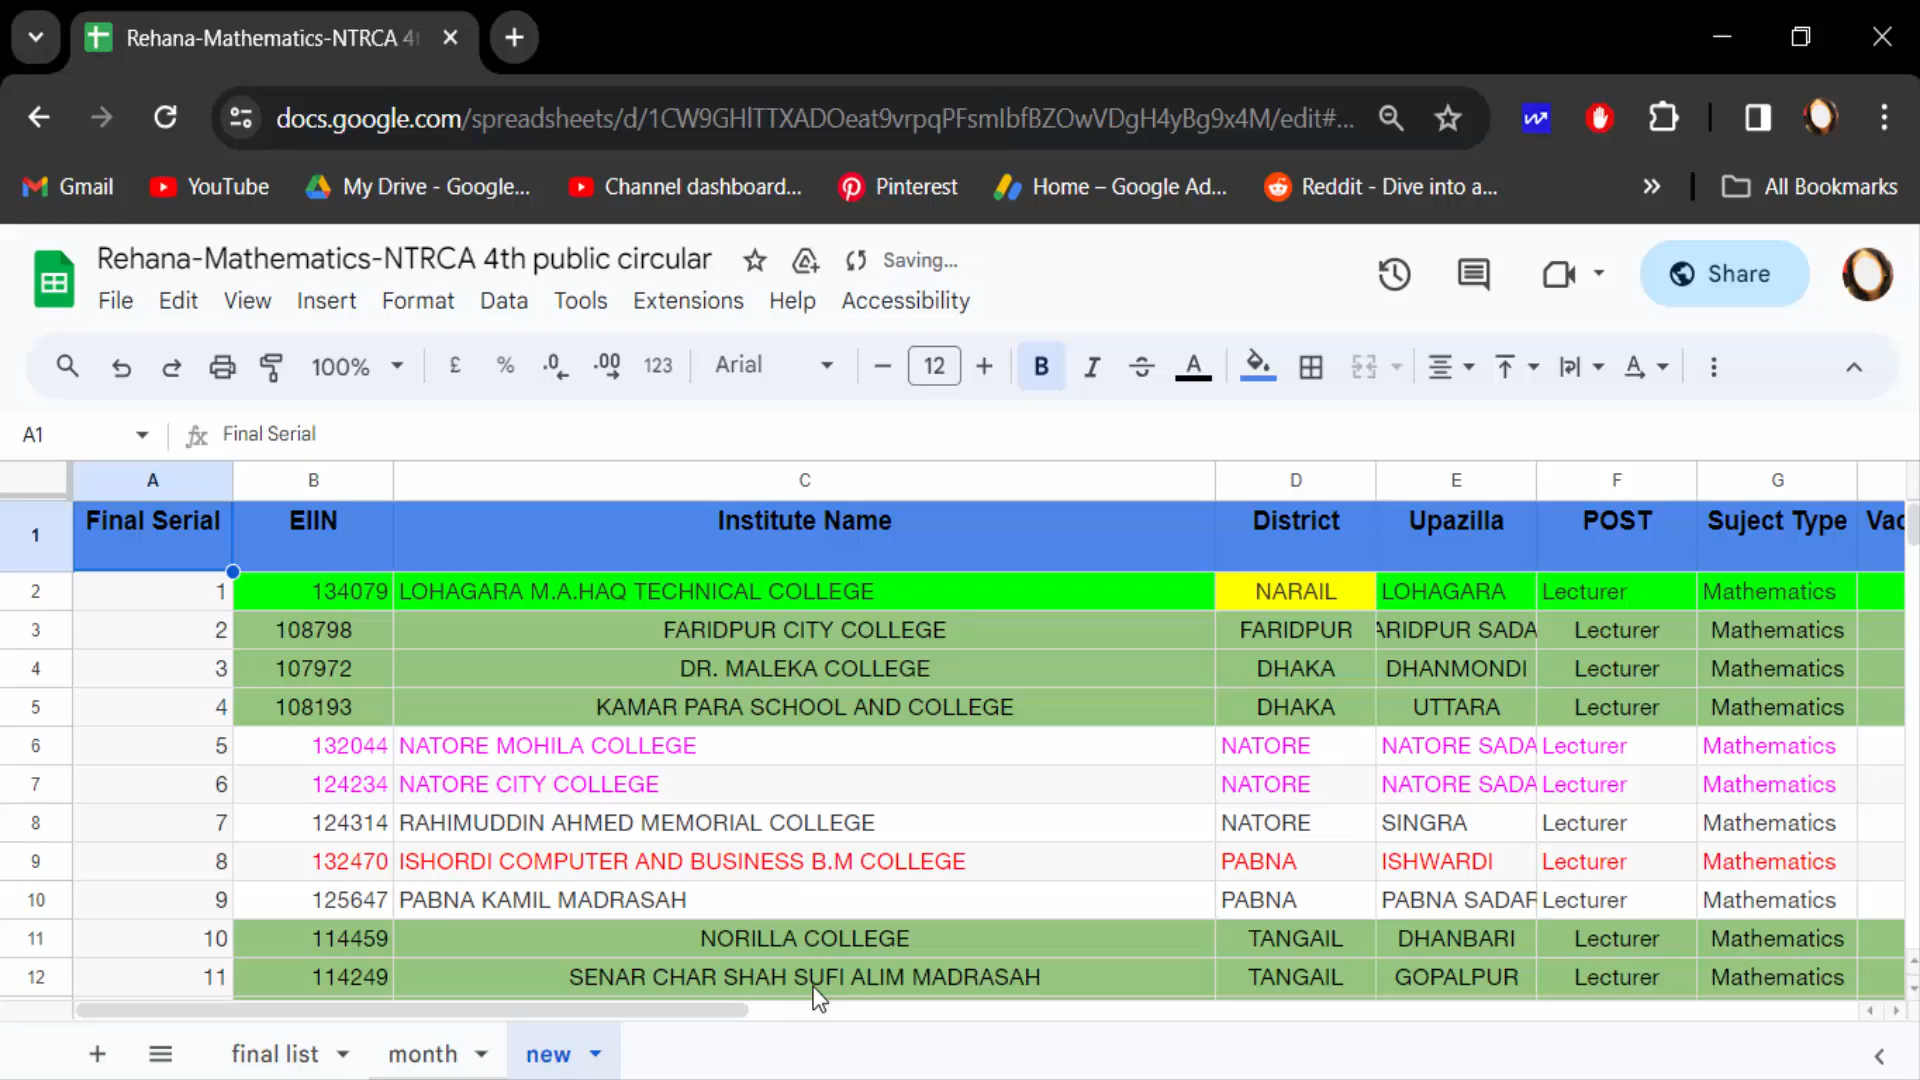 Rehana-Mathematics-NTRCA 4t
docs.google.com/spreadsheets/d/1CW9GHlTTXADOeat9vrpqPFsmIbfBZOwVDgH4yBg9x4M/edit#...
Gmail YouTube My Drive - Google... Channel dashboard... Pinterest Home – Google Ad... Reddit - Dive into a... » All Bookmarks
Rehana-Mathematics-NTRCA 4th public circular Saving...
File Edit View Insert Format Data Tools Extensions Help Accessibility
Share
100% £ % .0 .00 123 Arial 12 B I A A
A1 fx Final Serial
A B C D E F G
1 Final Serial EIIN Institute Name District Upazilla POST Suject Type Vac
2 1 134079 LOHAGARA M.A.HAQ TECHNICAL COLLEGE NARAIL LOHAGARA Lecturer Mathematics
3 2 108798 FARIDPUR CITY COLLEGE FARIDPUR ARIDPUR SADA Lecturer Mathematics
4 3 107972 DR. MALEKA COLLEGE DHAKA DHANMONDI Lecturer Mathematics
5 4 108193 KAMAR PARA SCHOOL AND COLLEGE DHAKA UTTARA Lecturer Mathematics
6 5 132044 NATORE MOHILA COLLEGE NATORE NATORE SADA Lecturer Mathematics
7 6 124234 NATORE CITY COLLEGE NATORE NATORE SADA Lecturer Mathematics
8 7 124314 RAHIMUDDIN AHMED MEMORIAL COLLEGE NATORE SINGRA Lecturer Mathematics
9 8 132470 ISHORDI COMPUTER AND BUSINESS B.M COLLEGE PABNA ISHWARDI Lecturer Mathematics
10 9 125647 PABNA KAMIL MADRASAH PABNA PABNA SADAR Lecturer Mathematics
11 10 114459 NORILLA COLLEGE TANGAIL DHANBARI Lecturer Mathematics
12 11 114249 SENAR CHAR SHAH SUFI ALIM MADRASAH TANGAIL GOPALPUR Lecturer Mathematics
final list month new